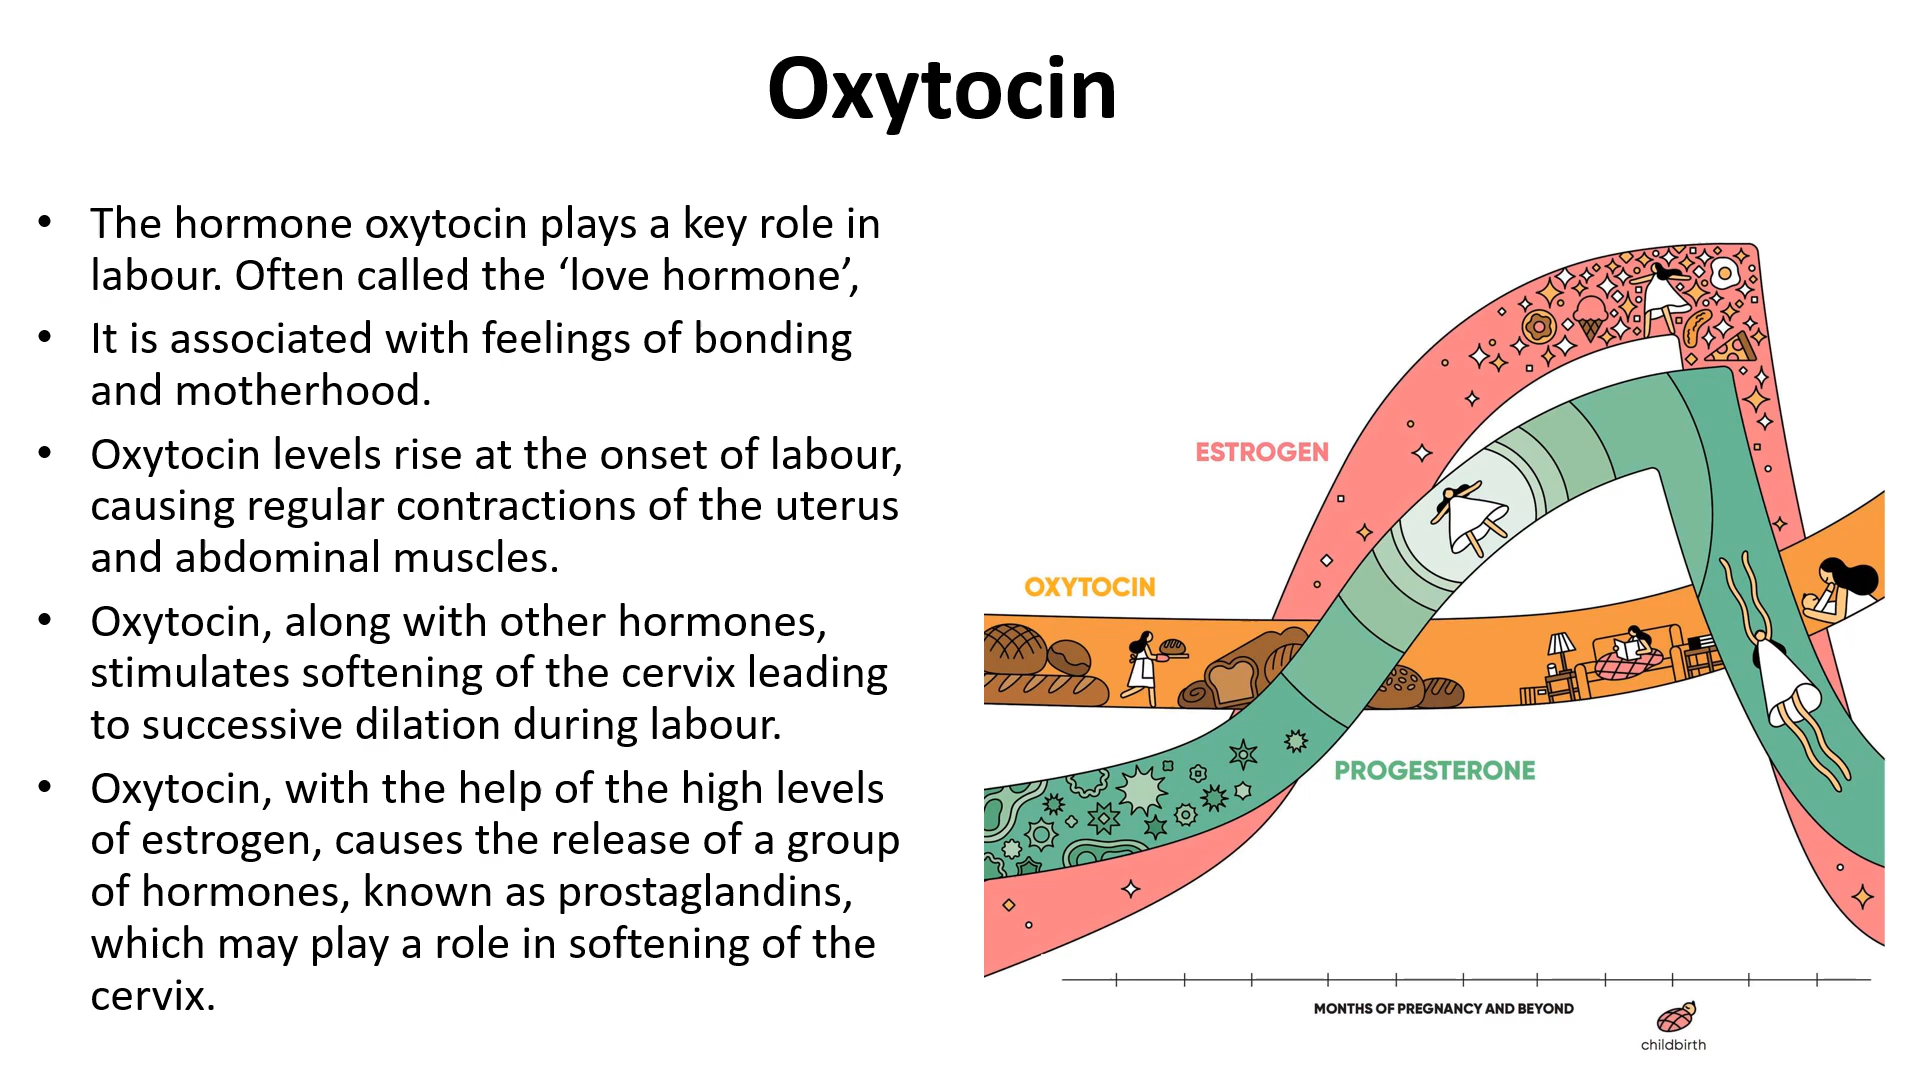 Oxytocin
• The hormone oxytocin plays a key role in
labour. Often called the ‘love hormone’,
• It is associated with feelings of bonding
and motherhood.
• Oxytocin levels rise at the onset of labour,
causing regular contractions of the uterus
and abdominal muscles.
• Oxytocin, along with other hormones,
stimulates softening of the cervix leading
to successive dilation during labour.
• Oxytocin, with the help of the high levels
of estrogen, causes the release of a group
of hormones, known as prostaglandins,
which may play a role in softening of the
cervix.
ESTROGEN
OXYTOCIN
PROGESTERONE
MONTHS OF PREGNANCY AND BEYOND
childbirth